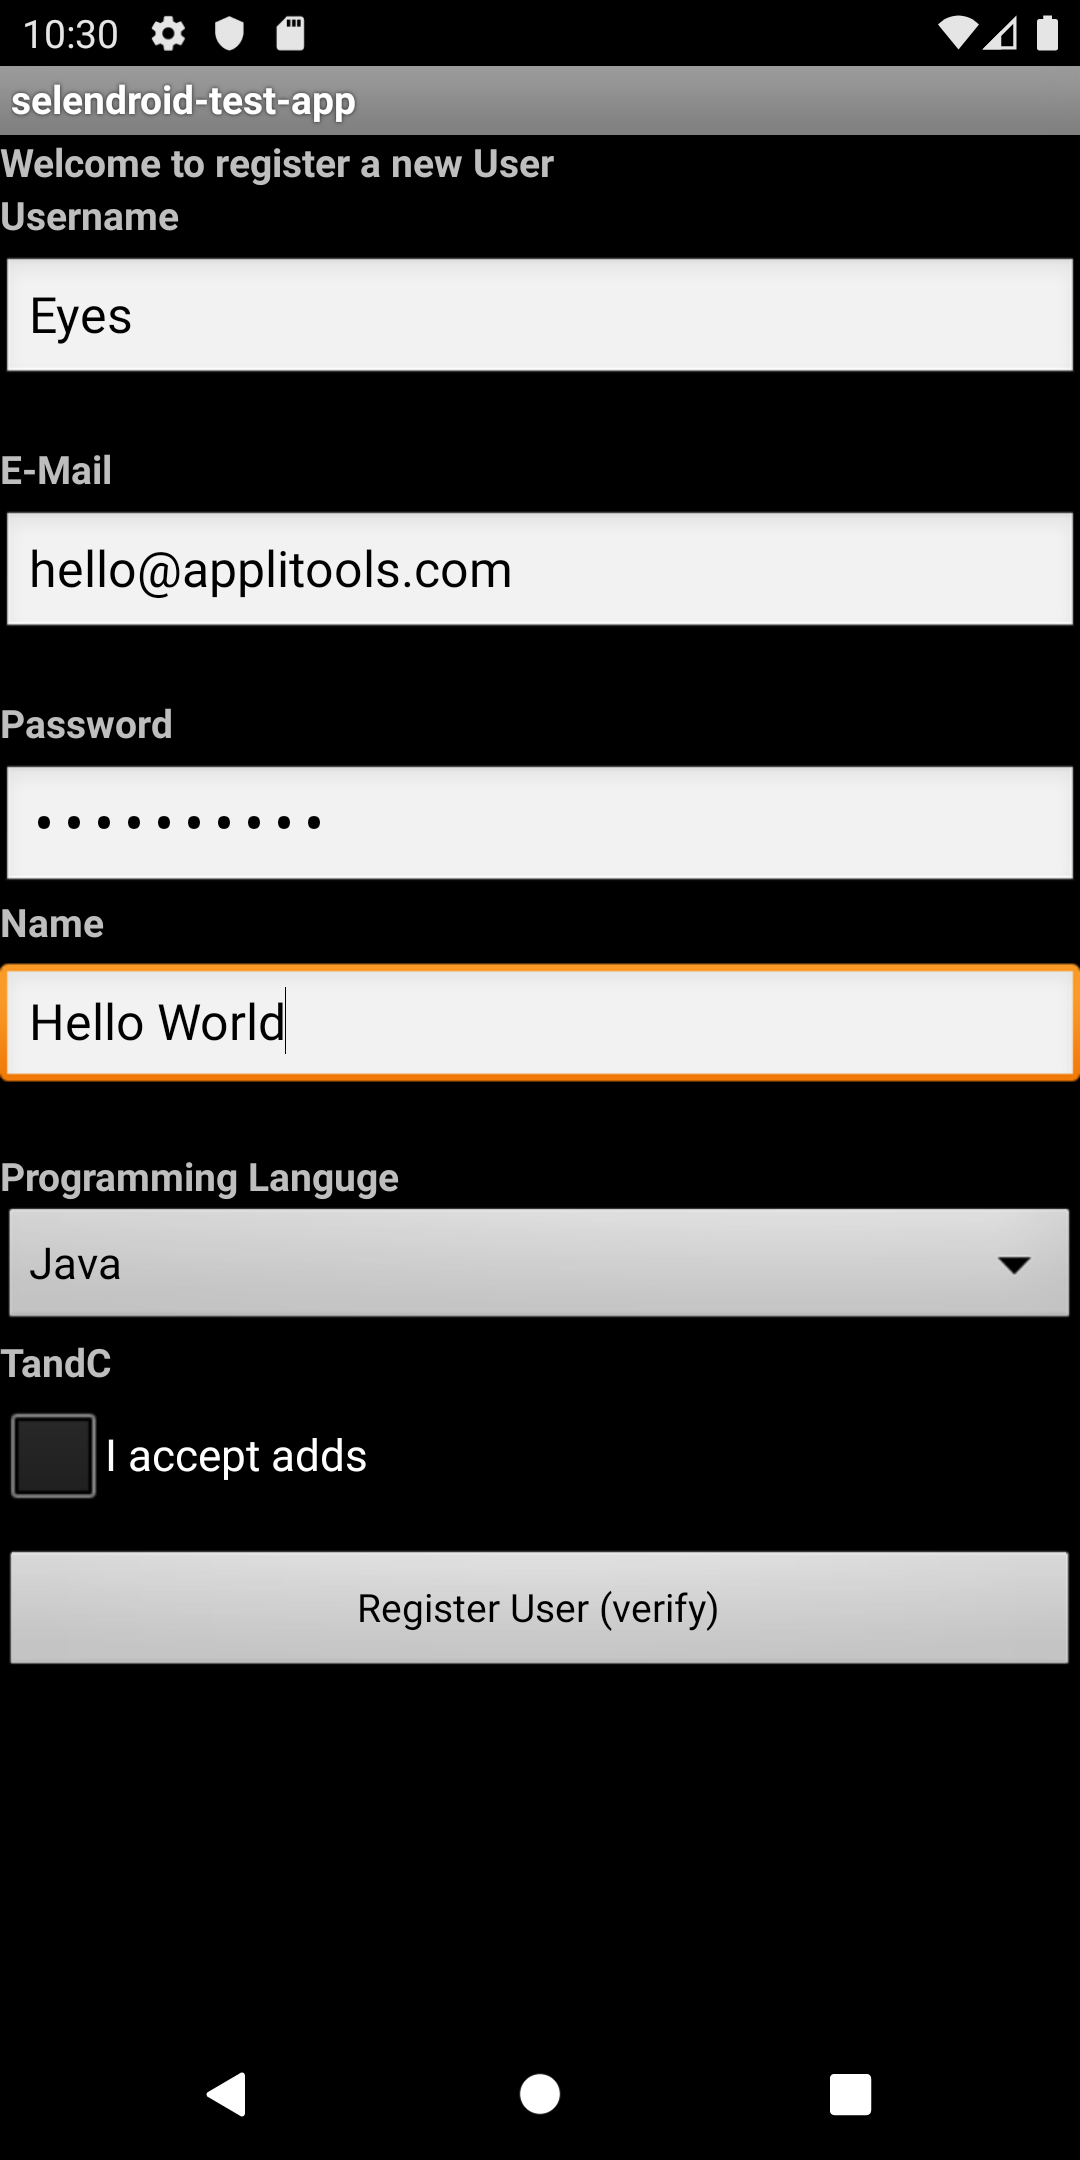 10:30
selendroid-test-app
Welcome to register a new User
Username
Eyes
E-Mail
hello@applitools.com
Password
••••••••••
Name
Hello World
Programming Languge
Java
TandC
I accept adds
Register User (verify)